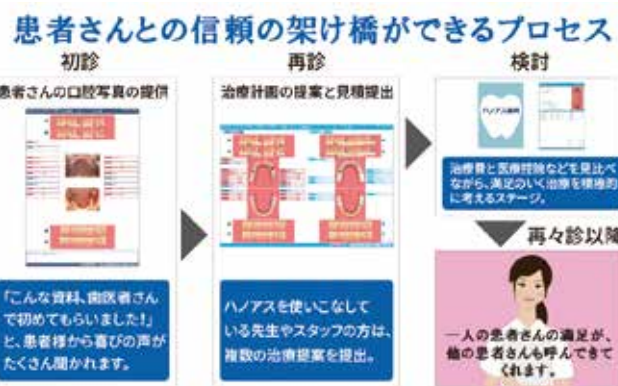 患者さんとの信頼の架け橋ができるプロセス
初診
患者さんの口腔写真の提供
「こんな資料、歯医者さん
で初めてもらいました!」
と、患者様から喜びの声が
たくさん聞かれます。
再診
治療計画の提案と見積提出
ハノアスを使いこなして
いる先生やスタッフの方は、
複数の治療提案を提出。
検討
ハノアス歯科
治療費と医療控除などを見比べ
ながら、満足のいく治療を積極的
に考えるステージ。
再々診以降
一人の患者さんの満足が、
他の患者さんも呼んできて
くれます。